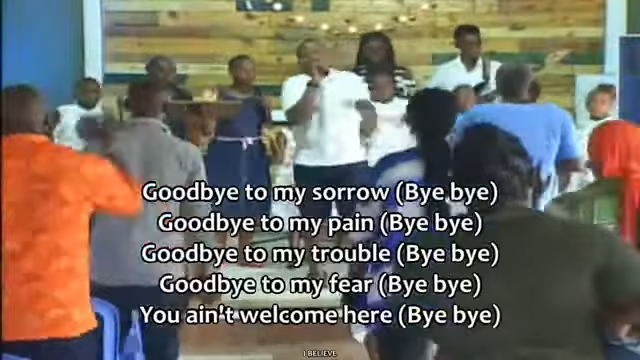 Goodbye to my sorrow (Bye bye)
Goodbye to my pain (Bye bye)
Goodbye to my trouble (Bye bye)
Goodbye to my fear (Bye bye)
You ain't welcome here (Bye bye)
I BELIEVE